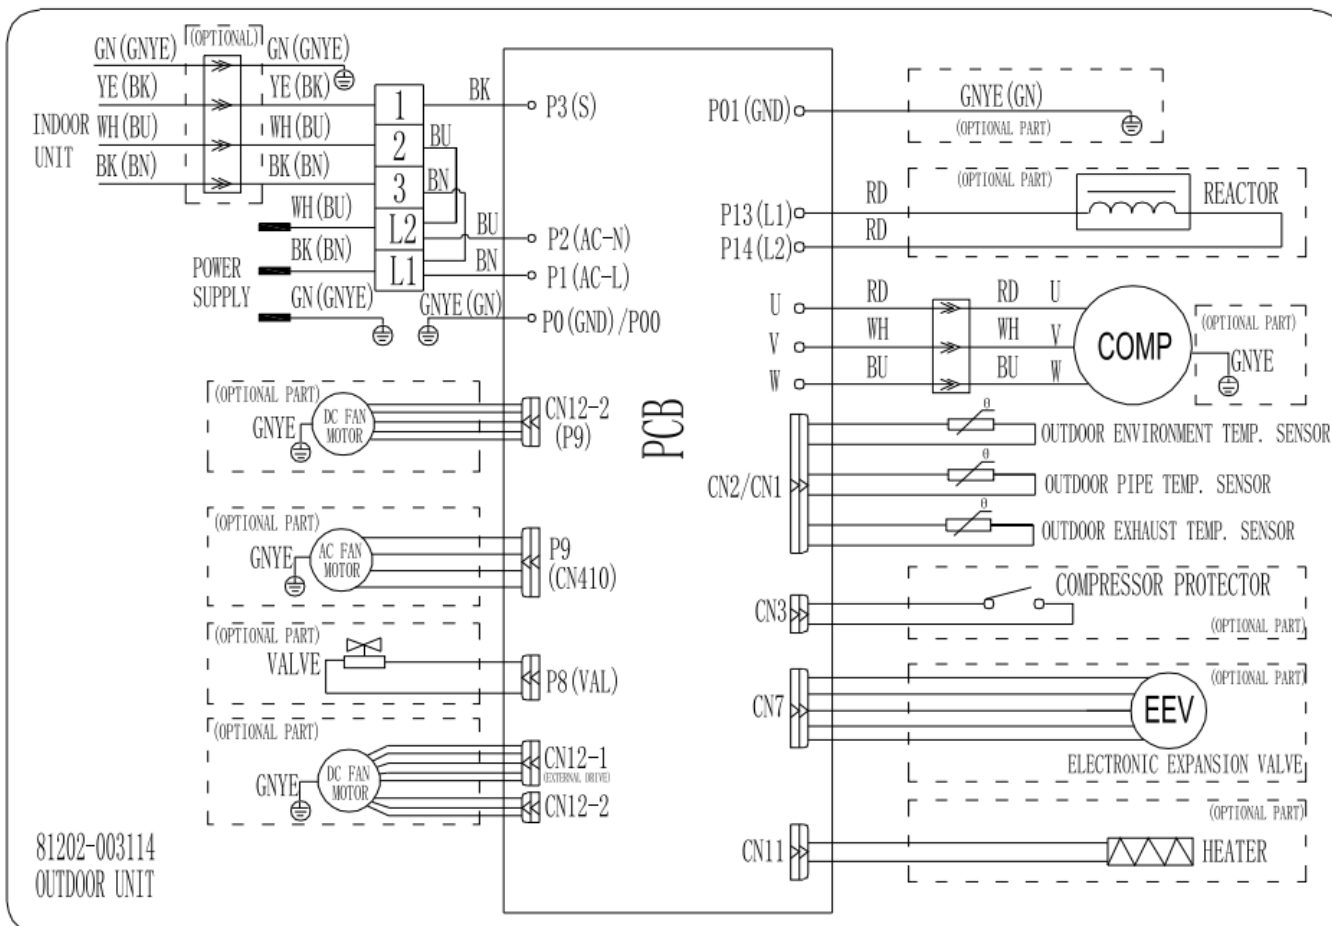 (OPTIONAL)
GN(GNYE) GN(GNYE)
YE(BK) YE(BK)
INDOOR UNIT
WH(BU) WH(BU)
BK(BN) BK(BN)
1
2
3
L2
L1
BK
BU
BN
BU
BN
WH(BU)
BK(BN)
POWER SUPPLY
GN(GNYE)
GNYE(GN)
P3(S)
P2(AC-N)
P1(AC-L)
P0(GND)/P00
PCB
(OPTIONAL PART)
GNYE
DC FAN MOTOR
CN12-2
(P9)
(OPTIONAL PART)
GNYE
AC FAN MOTOR
P9
(CN410)
(OPTIONAL PART)
VALVE
P8(VAL)
(OPTIONAL PART)
GNYE
DC FAN MOTOR
CN12-1
(EXTERNAL DRIVE)
CN12-2
81202-003114
OUTDOOR UNIT
P01(GND)
GNYE(GN)
(OPTIONAL PART)
(OPTIONAL PART)
P13(L1) RD REACTOR
P14(L2) RD
U RD RD U
V WH WH V
W BU BU W
COMP
(OPTIONAL PART)
GNYE
CN2/CN1
θ
OUTDOOR ENVIRONMENT TEMP. SENSOR
θ
OUTDOOR PIPE TEMP. SENSOR
θ
OUTDOOR EXHAUST TEMP. SENSOR
CN3
COMPRESSOR PROTECTOR
(OPTIONAL PART)
CN7
(OPTIONAL PART)
EEV
ELECTRONIC EXPANSION VALVE
(OPTIONAL PART)
CN11
HEATER